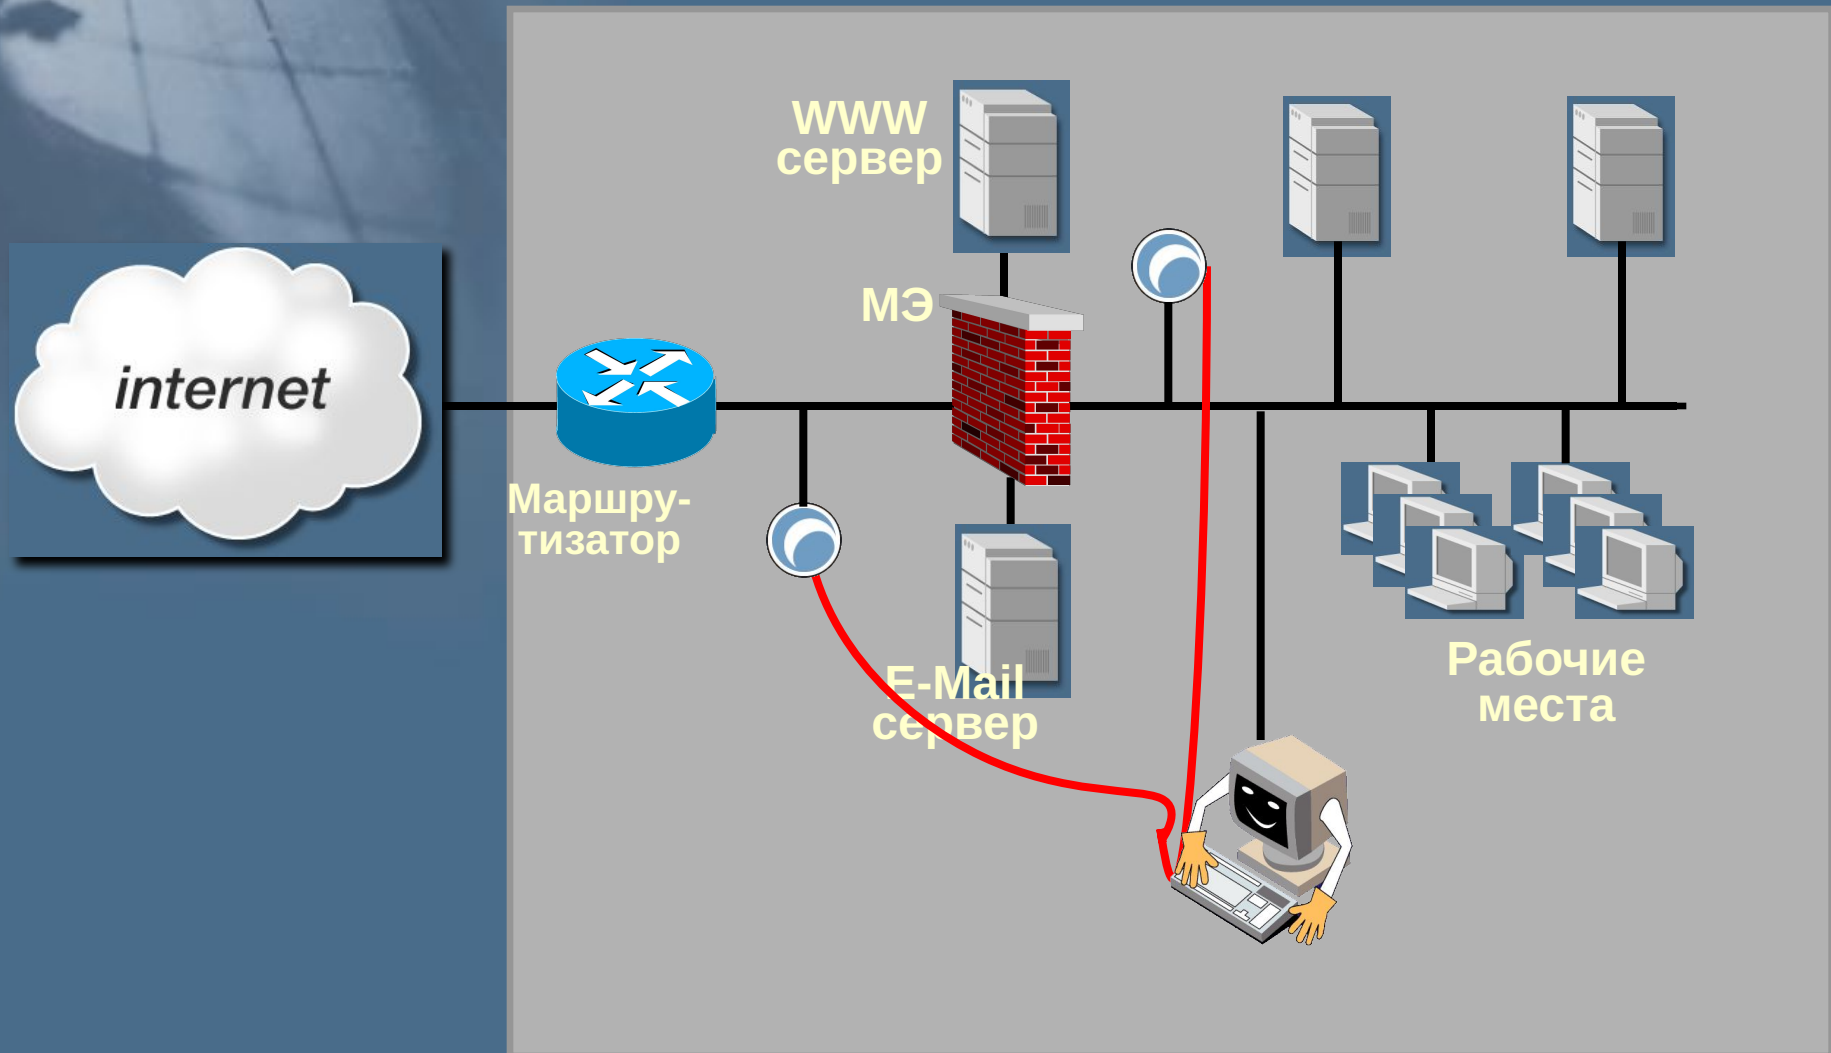 WWW
сервер
МЭ
internet
Маршру-
тизатор
E-Mail
сервер
Рабочие
места